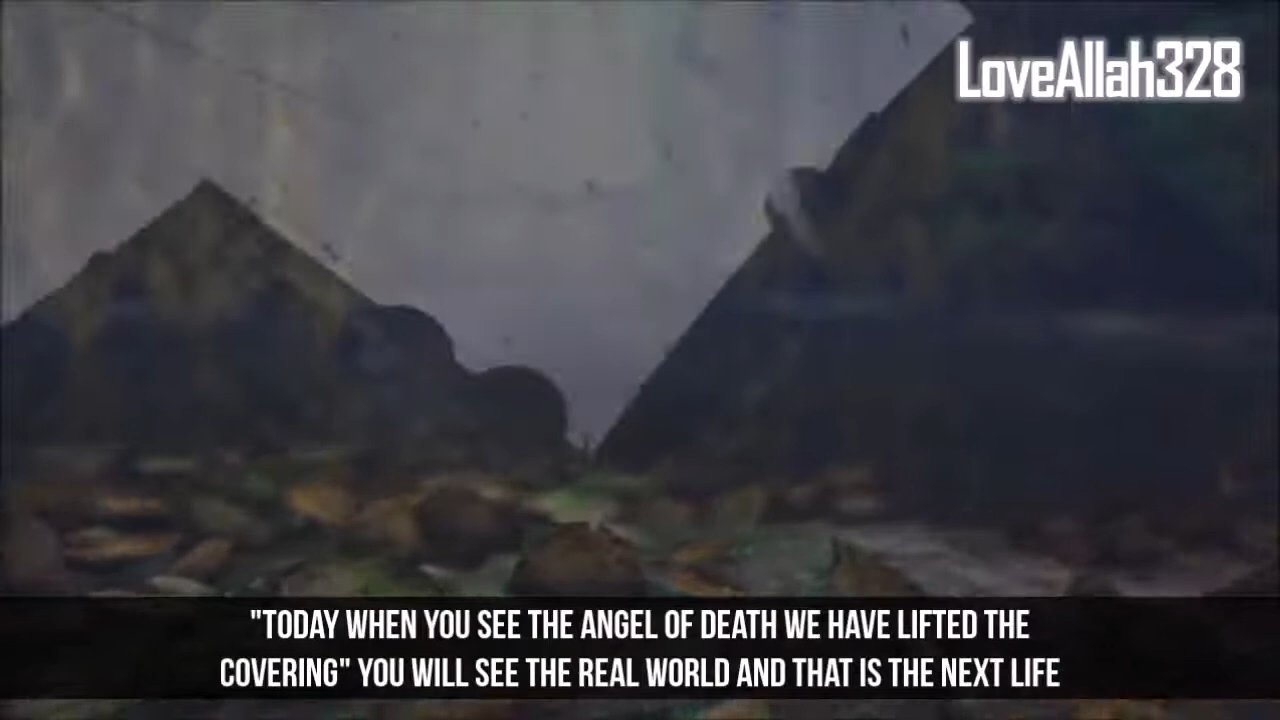 LoveAllah328
"TODAY WHEN YOU SEE THE ANGEL OF DEATH WE HAVE LIFTED THE
COVERING" YOU WILL SEE THE REAL WORLD AND THAT IS THE NEXT LIFE